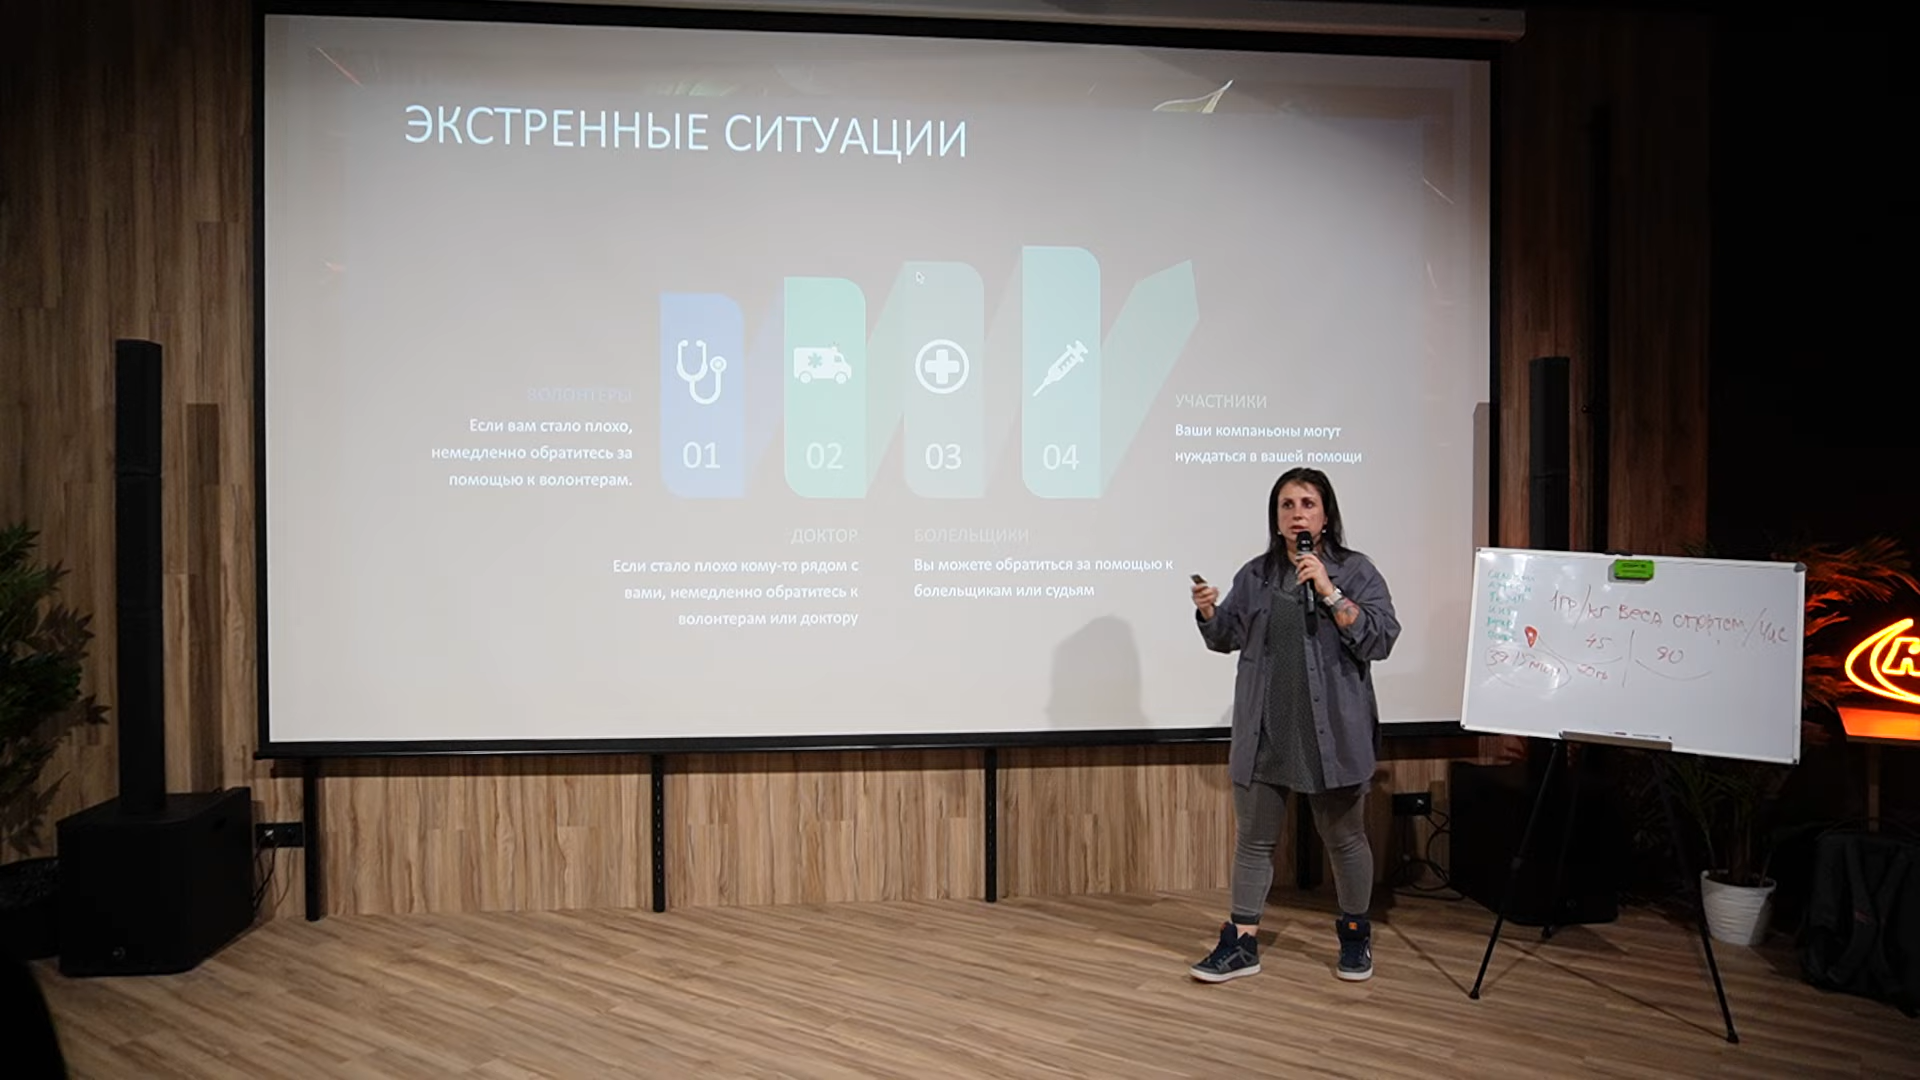 ЭКСТРЕННЫЕ СИТУАЦИИ
ВОЛОНТЕРЫ
Если вам стало плохо,
немедленно обратитесь за
помощью к волонтерам.
01
02
03
04
УЧАСТНИКИ
Ваши компаньоны могут
нуждаться в вашей помощи
ДОКТОР
Если стало плохо кому-то рядом с
вами, немедленно обратитесь к
волонтерам или доктору
БОЛЕЛЬЩИКИ
Вы можете обратиться за помощью к
болельщикам или судьям
1гр/кг веса спортсм/час
45
90